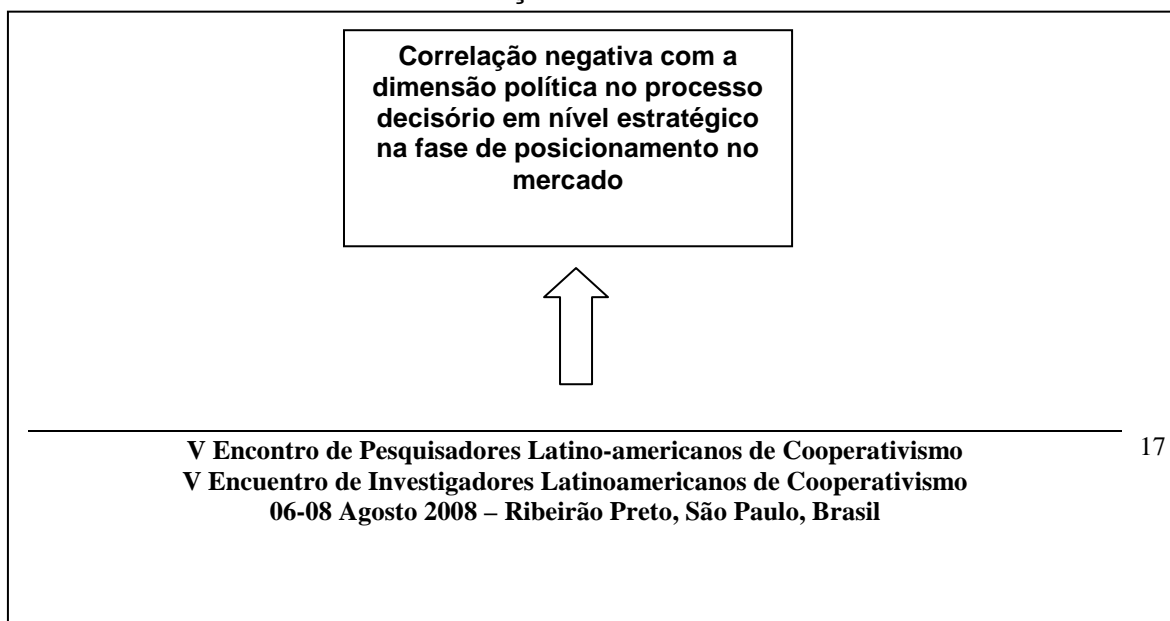 Correlação negativa com a
dimensão política no processo
decisório em nível estratégico
na fase de posicionamento no
mercado
V Encontro de Pesquisadores Latino-americanos de Cooperativismo
17
V Encuentro de Investigadores Latinoamericanos de Cooperativismo
06-08 Agosto 2008 – Ribeirão Preto, São Paulo, Brasil